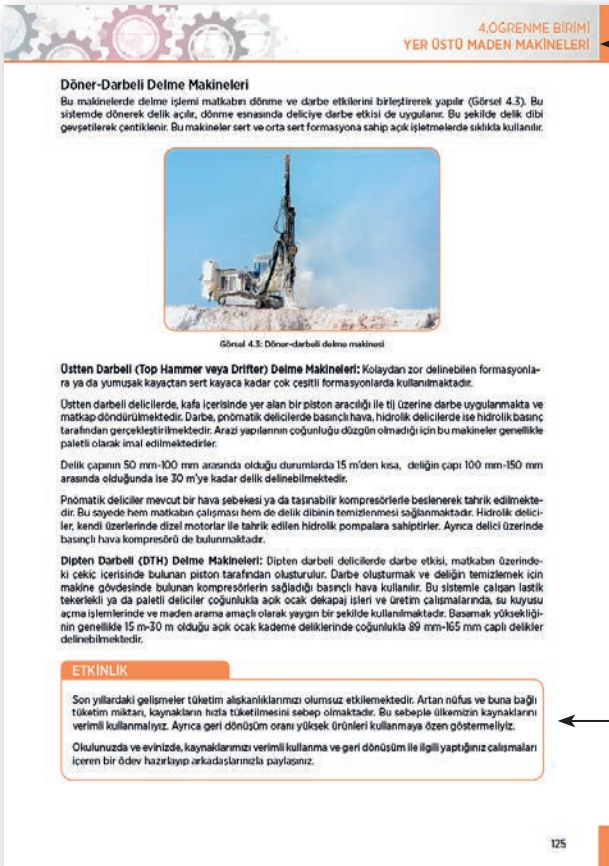 4.ÖĞRENME BİRİMİ
YER ÜSTÜ MADEN MAKİNELERİ
Döner-Darbeli Delme Makineleri
Bu makinelerde delme işlemi matkabın dönme ve darbe etkilerini birleştirerek yapılır (Görsel 4.3). Bu
sistemde dönerek delik açılır, dönme esnasında deliciye darbe etkisi de uygulanır. Bu şekilde delik dibi
gevşetilerek çentiklenir. Bu makineler sert ve orta sert formasyona sahip açık işletmelerde sıklıkla kullanılır.
Görsel 4.3: Döner-darbeli delme makinesi
Üstten Darbeli (Top Hammer veya Drifter) Delme Makineleri: Kolaydan zor delinebilen formasyonla-
ra ya da yumuşak kayaçtan sert kayaca kadar çok çeşitli formasyonlarda kullanılmaktadır.
Üstten darbeli delicilerde, kafa içerisinde yer alan bir piston aracılığı ile tij üzerine darbe uygulanmakta ve
matkap döndürülmektedir. Darbe, pnömatik delicilerde basınçlı hava, hidrolik delicilerde ise hidrolik basınç
tarafından gerçekleştirilmektedir. Arazi yapılarının çoğunluğu düzgün olmadığı için bu makineler genellikle
paletli olarak imal edilmektedirler.
Delik çapının 50 mm-100 mm arasında olduğu durumlarda 15 m'den kısa, deliğin çapı 100 mm-150 mm
arasında olduğunda ise 30 m'ye kadar delik delinebilmektedir.
Pnömatik deliciler mevcut bir hava şebekesi ya da taşınabilir kompresörlerle beslenerek tahrik edilmekte-
dir. Bu sayede hem matkabın çalışması hem de delik dibinin temizlenmesi sağlanmaktadır. Hidrolik delici-
ler, kendi üzerlerinde dizel motorlar ile tahrik edilen hidrolik pompalara sahiptirler. Ayrıca delici üzerinde
basınçlı hava kompresörü de bulunmaktadır.
Dipten Darbeli (DTH) Delme Makineleri: Dipten darbeli delicilerde darbe etkisi, matkabın üzerinde-
ki çekiç içerisinde bulunan piston tarafından oluşturulur. Darbe oluşturmak ve deliğin temizlemek için
makine gövdesinde bulunan kompresörlerin sağladığı basınçlı hava kullanılır. Bu sistemle çalışan lastik
tekerlekli ya da paletli deliciler çoğunlukla açık ocak dekapaj işleri ve üretim çalışmalarında, su kuyusu
açma işlemlerinde ve maden arama amaçlı olarak yaygın bir şekilde kullanılmaktadır. Basamak yüksekliği-
nin genellikle 15 m-30 m olduğu açık ocak kademe deliklerinde çoğunlukla 89 mm-165 mm çaplı delikler
delinebilmektedir.
ETKİNLİK
Son yıllardaki gelişmeler tüketim alışkanlıklarımızı olumsuz etkilemektedir. Artan nüfus ve buna bağlı
tüketim miktarı, kaynakların hızla tüketilmesini sebep olmaktadır. Bu sebeple ülkemizin kaynaklarını
verimli kullanmalıyız. Ayrıca geri dönüşüm oranı yüksek ürünleri kullanmaya özen göstermeliyiz.
Okulunuzda ve evinizde, kaynaklarımızı verimli kullanma ve geri dönüşüm ile ilgili yaptığınız çalışmaları
içeren bir ödev hazırlayıp arkadaşlarınızla paylaşınız.
125